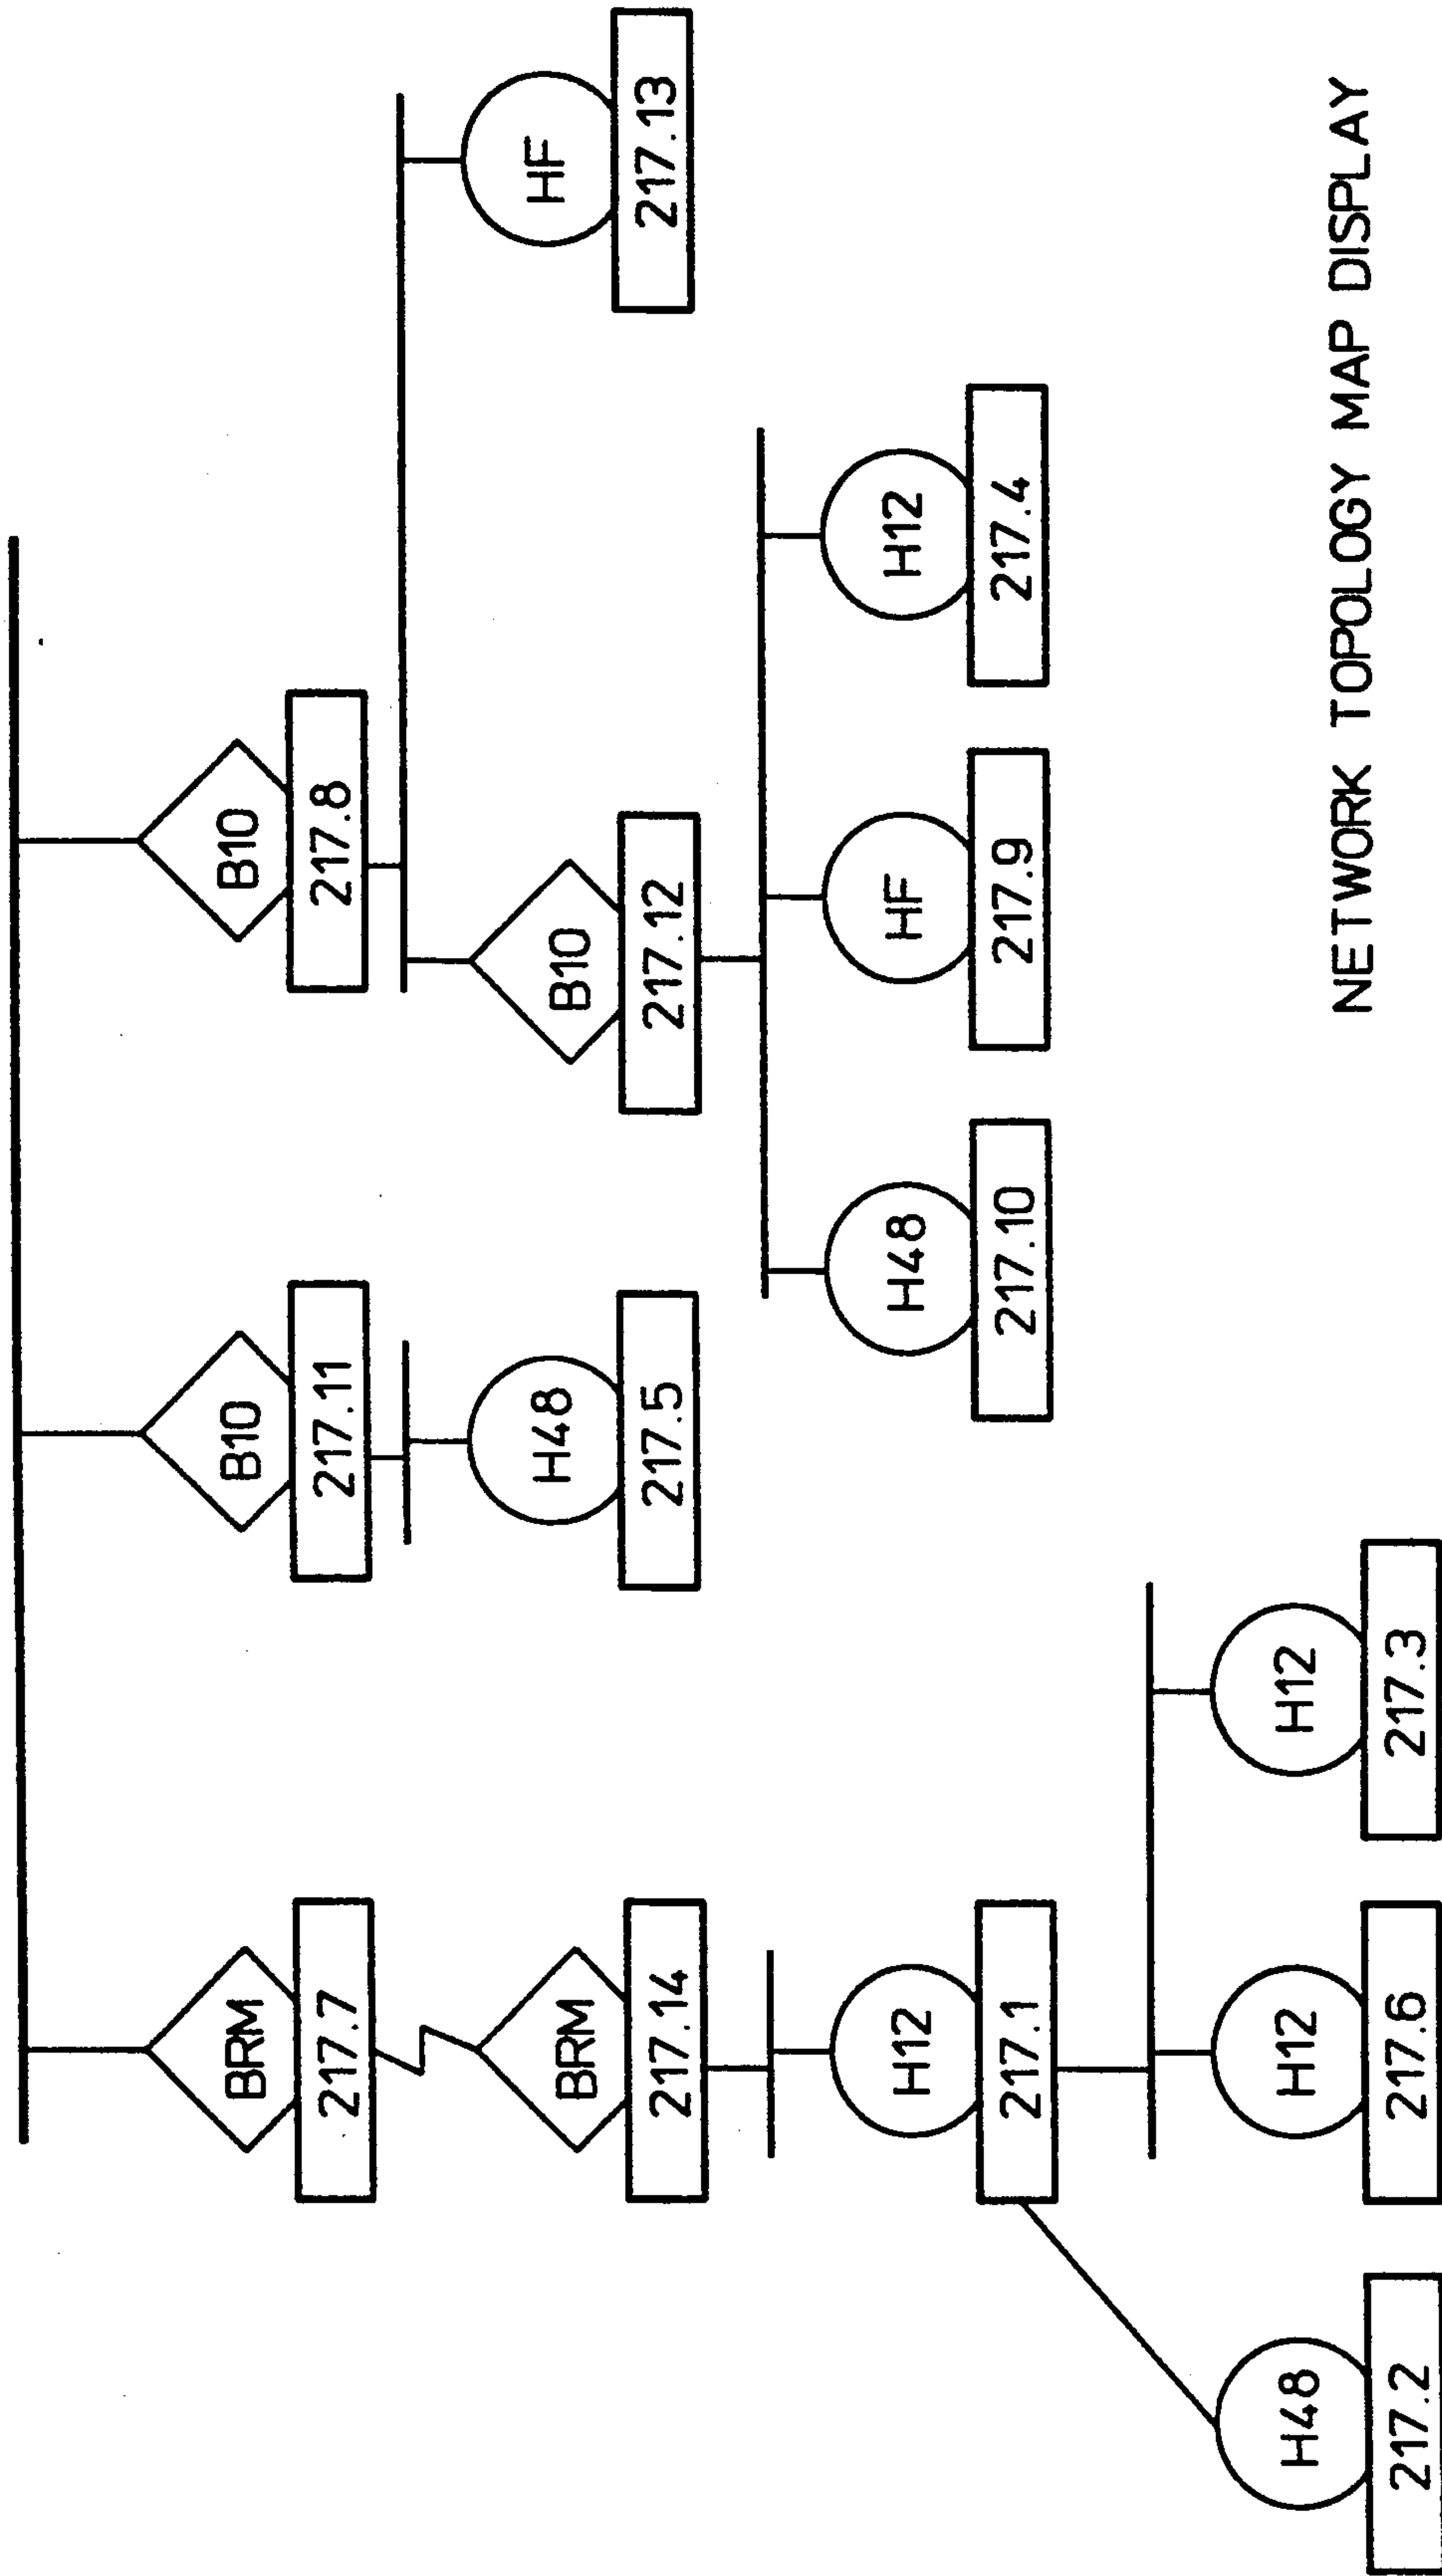 BRM
217.7
B10
217.11
B10
217.8
BRM
217.14
H48
217.5
B10
217.12
HF
217.13
H12
217.1
H48
217.10
HF
217.9
H12
217.4
H48
217.2
H12
217.6
H12
217.3
NETWORK TOPOLOGY MAP DISPLAY